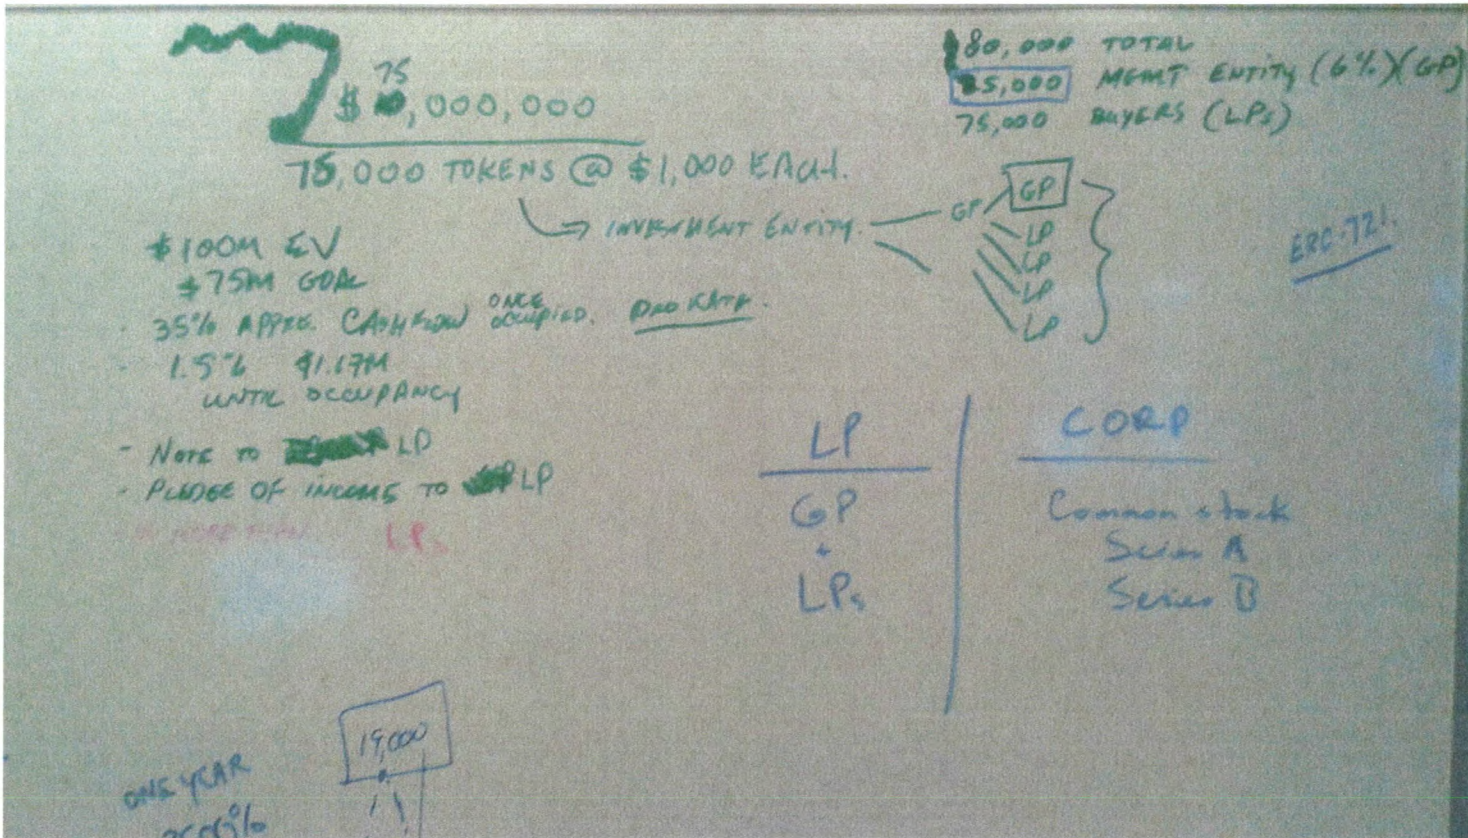 75
$ ,000,000
75,000 TOKENS @ $1,000 EACH.
→ INVESTMENT ENTITY.
$100M EV
$75M GOAL
35% APPRX. CASHFLOW ONCE OCCUPIED. PRO RATA.
1.5% $1.17M
UNTIL OCCUPANCY
- NOTE TO LP
- PLEDGE OF INCOME TO LP
LPs
80,000 TOTAL
5,000 MGMT ENTITY (6%)(GP)
75,000 BUYERS (LPs)
GP
GP
LP
LP
LP
LP
ERC-721.
LP
GP
+
LPs
CORP
Common stock
Series A
Series B
19,000
ONE YEAR